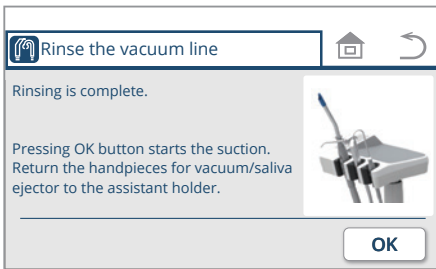 Rinse the vacuum line
Rinsing is complete.
Pressing OK button starts the suction.
Return the handpieces for vacuum/saliva
ejector to the assistant holder.
OK